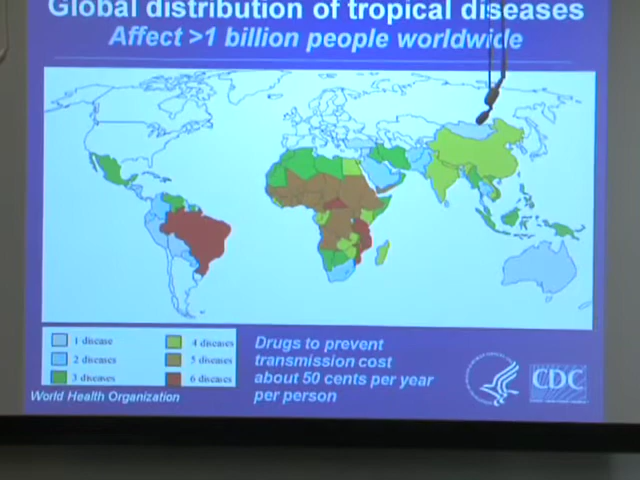 Global distribution of tropical diseases
Affect >1 billion people worldwide
1 disease
2 diseases
3 diseases
4 diseases
5 diseases
6 diseases
Drugs to prevent
transmission cost
about 50 cents per year
per person
World Health Organization
CDC